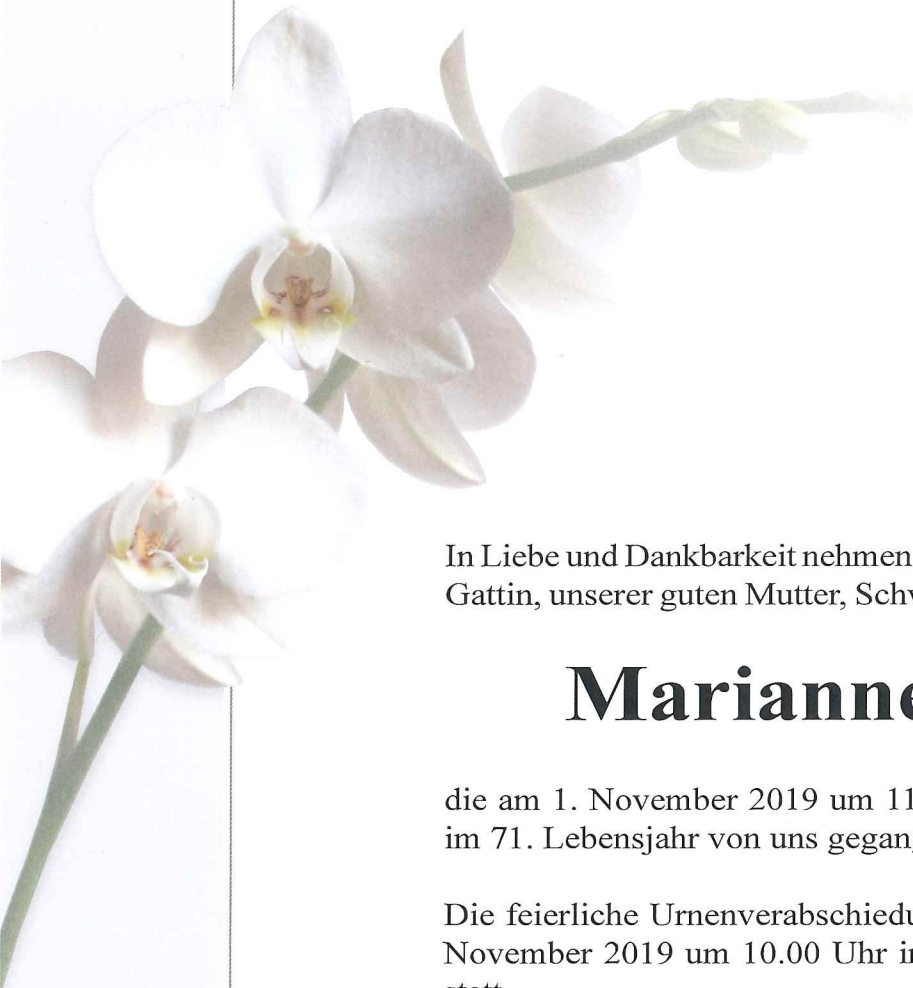 In Liebe und Dankbarkeit nehmen
Gattin, unserer guten Mutter,
Marianne
die am 1. November 2019 um 11
im 71. Lebensjahr von uns
Die feierliche
November 2019 um 10.00 Uhr